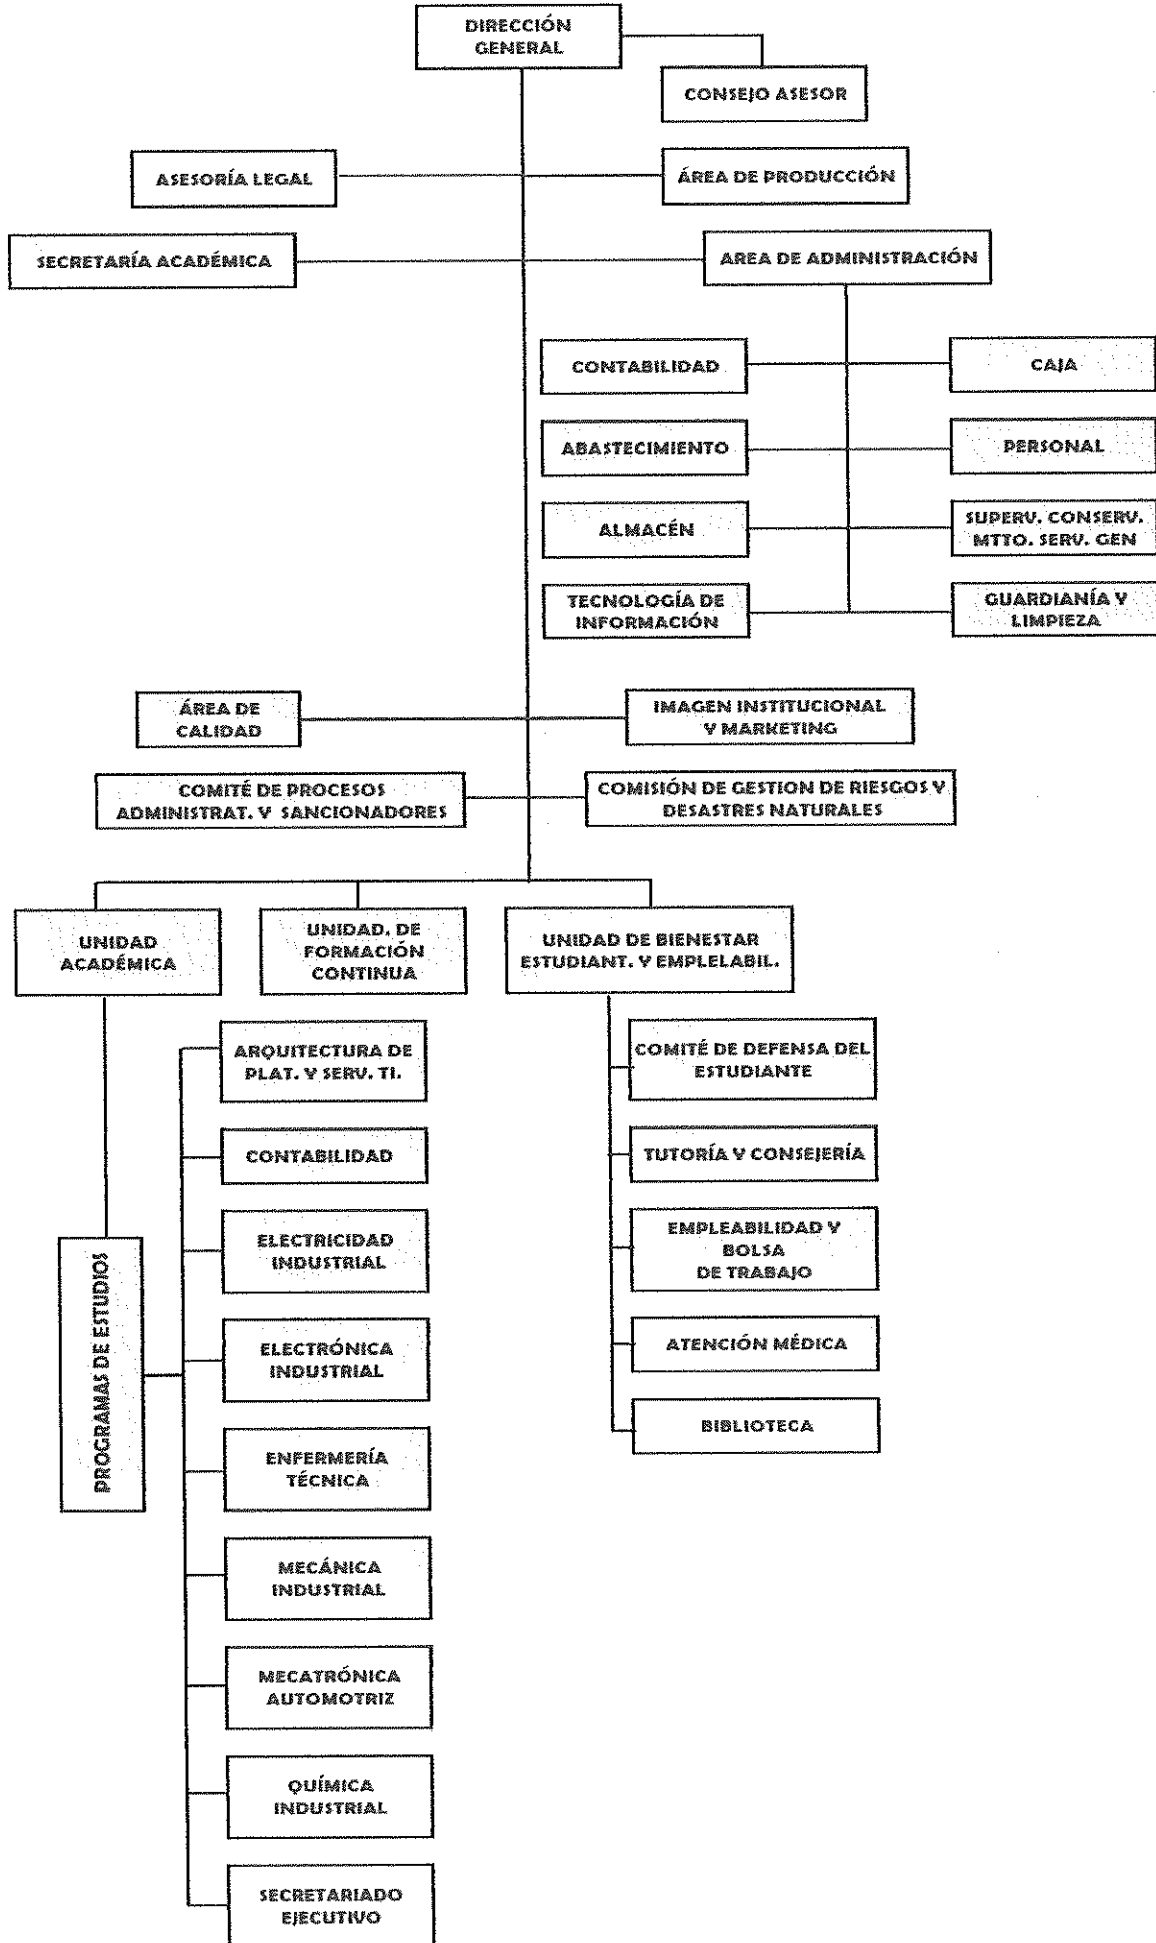 DIRECCIÓN
GENERAL
CONSEJO ASESOR
ASESORÍA LEGAL
ÁREA DE PRODUCCIÓN
SECRETARÍA ACADÉMICA
AREA DE ADMINISTRACIÓN
CONTABILIDAD
CAJA
ABASTECIMIENTO
PERSONAL
ALMACÉN
SUPERV. CONSERV.
MTTO. SERV. GEN
TECNOLOGÍA DE
INFORMACIÓN
GUARDIANÍA Y
LIMPIEZA
ÁREA DE
CALIDAD
IMAGEN INSTITUCIONAL
Y MARKETING
COMITÉ DE PROCESOS
ADMINISTRAT. Y SANCIONADORES
COMISIÓN DE GESTION DE RIESGOS Y
DESASTRES NATURALES
UNIDAD
ACADÉMICA
UNIDAD. DE
FORMACIÓN
CONTINUA
UNIDAD DE BIENESTAR
ESTUDIANT. Y EMPLELABIL.
PROGRAMAS DE ESTUDIOS
ARQUITECTURA DE
PLAT. Y SERV. TI.
CONTABILIDAD
ELECTRICIDAD
INDUSTRIAL
ELECTRÓNICA
INDUSTRIAL
ENFERMERÍA
TÉCNICA
MECÁNICA
INDUSTRIAL
MECATRÓNICA
AUTOMOTRIZ
QUÍMICA
INDUSTRIAL
SECRETARIADO
EJECUTIVO
COMITÉ DE DEFENSA DEL
ESTUDIANTE
TUTORÍA Y CONSEJERÍA
EMPLEABILIDAD Y
BOLSA
DE TRABAJO
ATENCIÓN MÉDICA
BIBLIOTECA